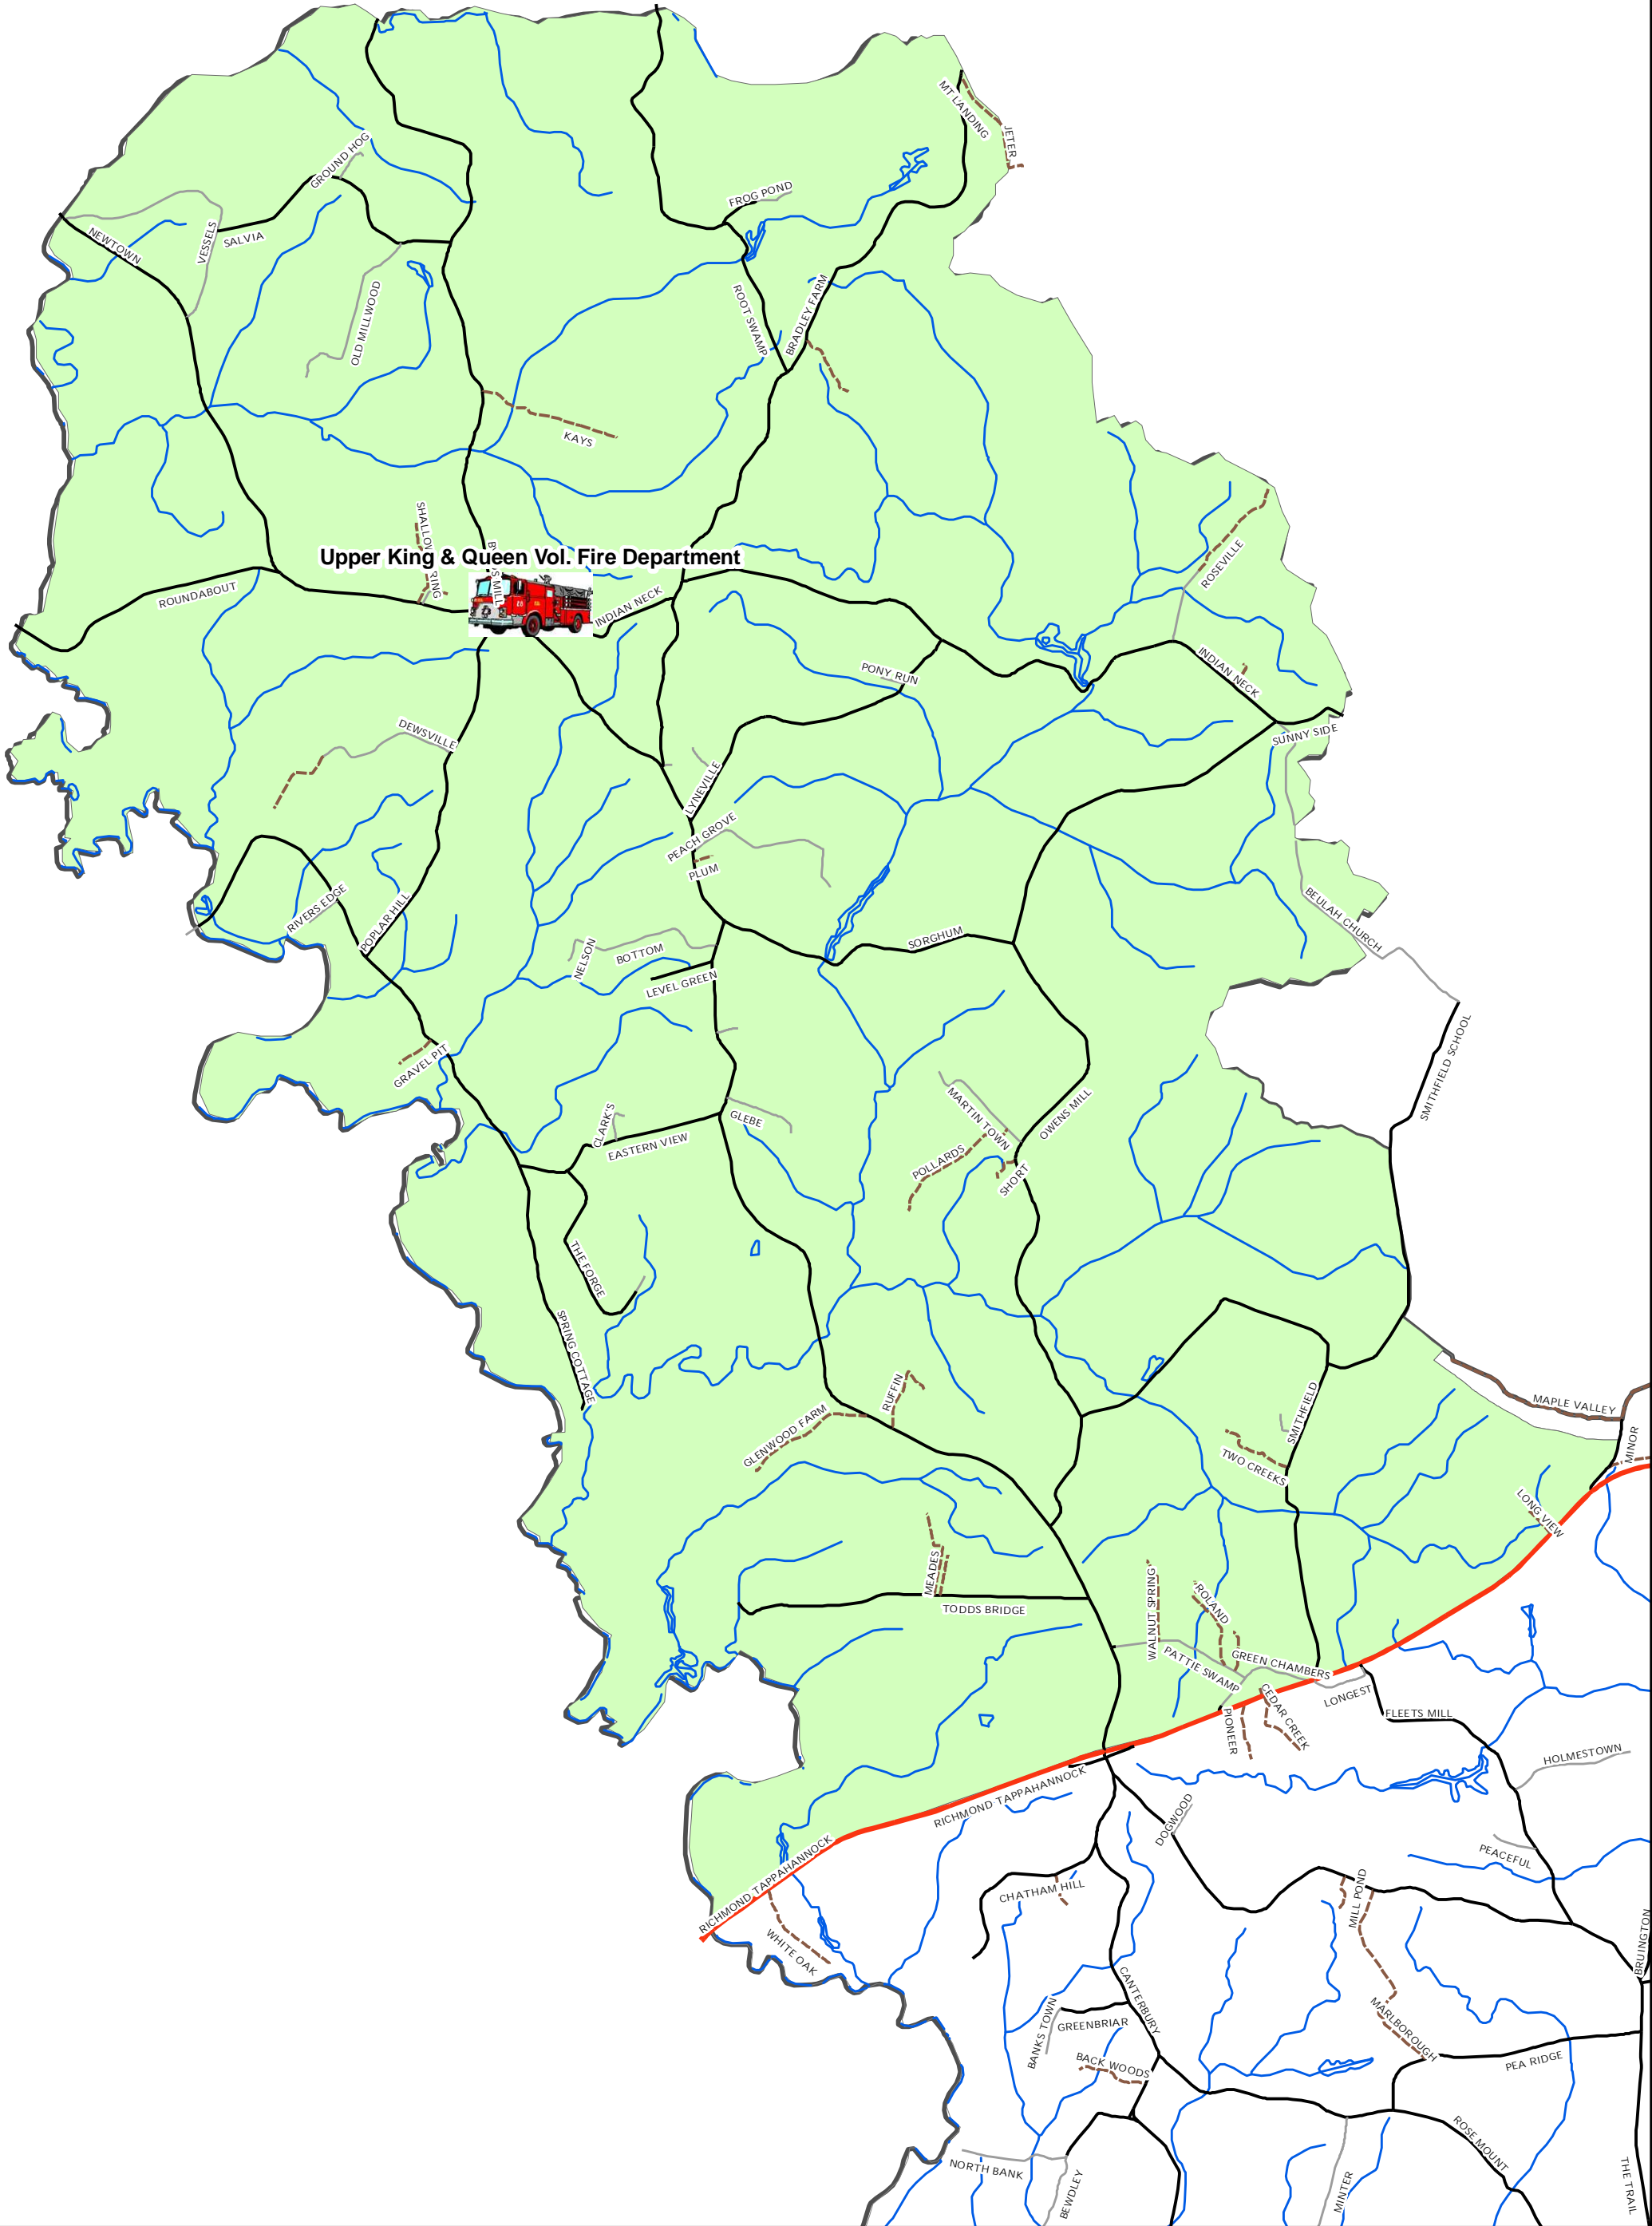 MT LANDING
JETER
GROUND HOG
FROG POND
NEWTOWN
VESSELS
SALVIA
OLD MILLWOOD
ROOT SWAMP
BRADLEY FARM
KAYS
Upper King & Queen Vol. Fire Department
ROUNDABOUT
INDIAN NECK
ROSEVILLE
PONY RUN
INDIAN NECK
SUNNY SIDE
DEWSVILLE
LYNEVILLE
PEACH GROVE
PLUM
RIVERS EDGE
POPLAR HILL
NELSON
BOTTOM
LEVEL GREEN
SORGHUM
BEULAH CHURCH
SMITHFIELD SCHOOL
GRAVEL PIT
CLARK'S
EASTERN VIEW
GLEBE
MARTIN TOWN
OWENS MILL
POLLARDS
SHORT
THE FORGE
SPRING COTTAGE
RUFFIN
GLENWOOD FARM
SMITHFIELD
TWO CREEKS
MAPLE VALLEY
MINOR
LONG VIEW
MEADES
TODDS BRIDGE
WALNUT SPRING
ROLAND
PATTIE SWAMP
GREEN CHAMBERS
LONGEST
CEDAR CREEK
PIONEER
FLEETS MILL
HOLMESTOWN
RICHMOND TAPPAHANNOCK
DOGWOOD
PEACEFUL
RICHMOND TAPPAHANNOCK
WHITE OAK
CHATHAM HILL
MILL POND
BRUINGTON
CANTERBURY
BANKS TOWN
GREENBRIAR
BACK WOODS
MARLBOROUGH
PEA RIDGE
ROSE MOUNT
NORTH BANK
BEWDLEY
MINTER
THE TRAIL